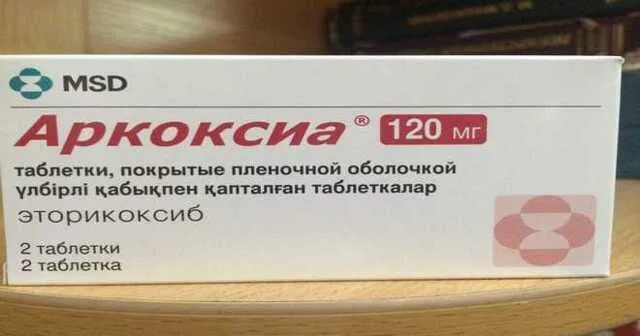 MSD
Аркоксиа® 120 мг
таблетки, покрытые пленочной оболочкой
үлбірлі қабықпен қапталған таблеткалар
эторикоксиб
2 таблетки
2 таблетка